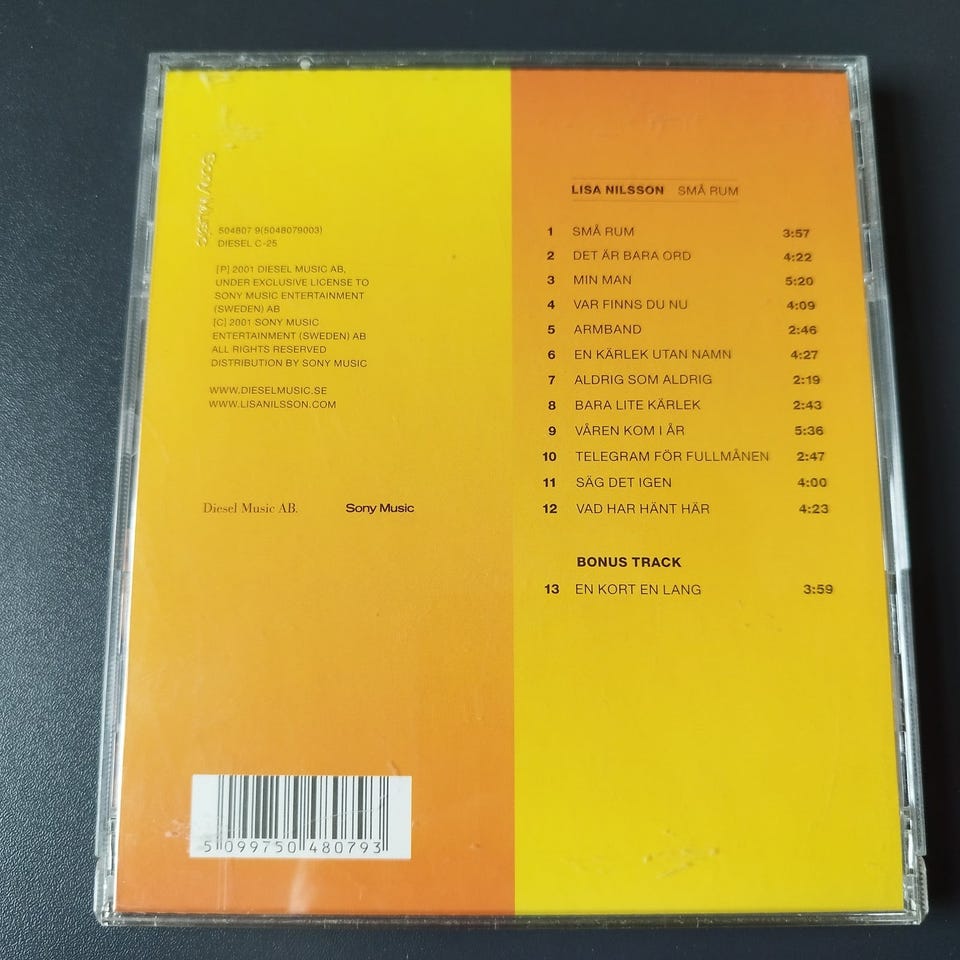 Sony Music
504807 9(5048079003)
DIESEL C-25
[P] 2001 DIESEL MUSIC AB,
UNDER EXCLUSIVE LICENSE TO
SONY MUSIC ENTERTAINMENT
(SWEDEN) AB
[C] 2001 SONY MUSIC
ENTERTAINMENT (SWEDEN) AB
ALL RIGHTS RESERVED
DISTRIBUTION BY SONY MUSIC
WWW.DIESELMUSIC.SE
WWW.LISANILSSON.COM
Diesel Music AB. Sony Music
5 099750 480793
LISA NILSSON SMÅ RUM
1 SMÅ RUM 3:57
2 DET ÄR BARA ORD 4:22
3 MIN MAN 5:20
4 VAR FINNS DU NU 4:09
5 ARMBAND 2:46
6 EN KÄRLEK UTAN NAMN 4:27
7 ALDRIG SOM ALDRIG 2:19
8 BARA LITE KÄRLEK 2:43
9 VÅREN KOM I ÅR 5:36
10 TELEGRAM FÖR FULLMÅNEN 2:47
11 SÄG DET IGEN 4:00
12 VAD HAR HÄNT HÄR 4:23
BONUS TRACK
13 EN KORT EN LANG 3:59